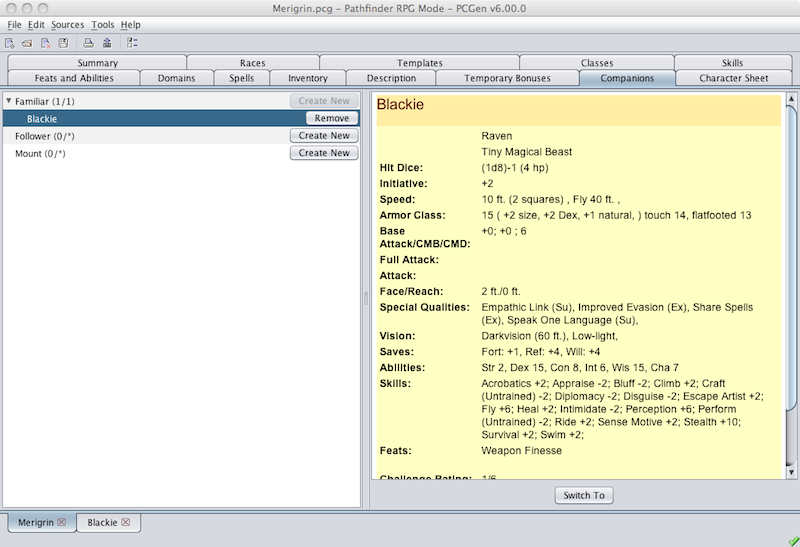 Merigrin.pcg – Pathfinder RPG Mode – PCGen v6.00.0
File Edit Sources Tools Help
Summary Races Templates Classes Skills
Feats and Abilities Domains Spells Inventory Description Temporary Bonuses Companions Character Sheet
Familiar (1/1) Create New
Blackie Remove
Follower (0/*) Create New
Mount (0/*) Create New
Blackie
Raven
Tiny Magical Beast
Hit Dice: (1d8)-1 (4 hp)
Initiative: +2
Speed: 10 ft. (2 squares) , Fly 40 ft. ,
Armor Class: 15 ( +2 size, +2 Dex, +1 natural, ) touch 14, flatfooted 13
Base +0; +0 ; 6
Attack/CMB/CMD:
Full Attack:
Attack:
Face/Reach: 2 ft./0 ft.
Special Qualities: Empathic Link (Su), Improved Evasion (Ex), Share Spells
(Ex), Speak One Language (Su),
Vision: Darkvision (60 ft.), Low-light,
Saves: Fort: +1, Ref: +4, Will: +4
Abilities: Str 2, Dex 15, Con 8, Int 6, Wis 15, Cha 7
Skills: Acrobatics +2; Appraise -2; Bluff -2; Climb +2; Craft
(Untrained) -2; Diplomacy -2; Disguise -2; Escape Artist +2;
Fly +6; Heal +2; Intimidate -2; Perception +6; Perform
(Untrained) -2; Ride +2; Sense Motive +2; Stealth +10;
Survival +2; Swim +2;
Feats: Weapon Finesse
Challenge Rating: 1/6
Switch To
Merigrin Blackie